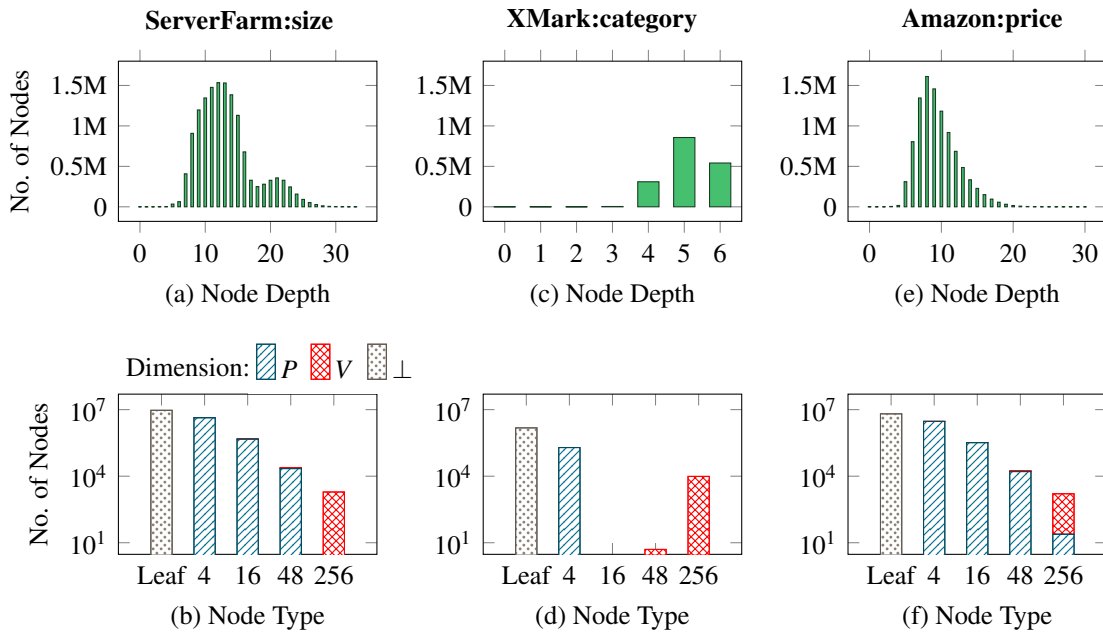 ServerFarm:size
XMark:category
Amazon:price
No. of Nodes
1.5M
1M
0.5M
0
0 10 20 30
(a) Node Depth
1.5M
1M
0.5M
0
0 1 2 3 4 5 6
(c) Node Depth
1.5M
1M
0.5M
0
0 10 20 30
(e) Node Depth
Dimension: P V ⊥
No. of Nodes
10^7
10^4
10^1
Leaf 4 16 48 256
(b) Node Type
10^7
10^4
10^1
Leaf 4 16 48 256
(d) Node Type
10^7
10^4
10^1
Leaf 4 16 48 256
(f) Node Type